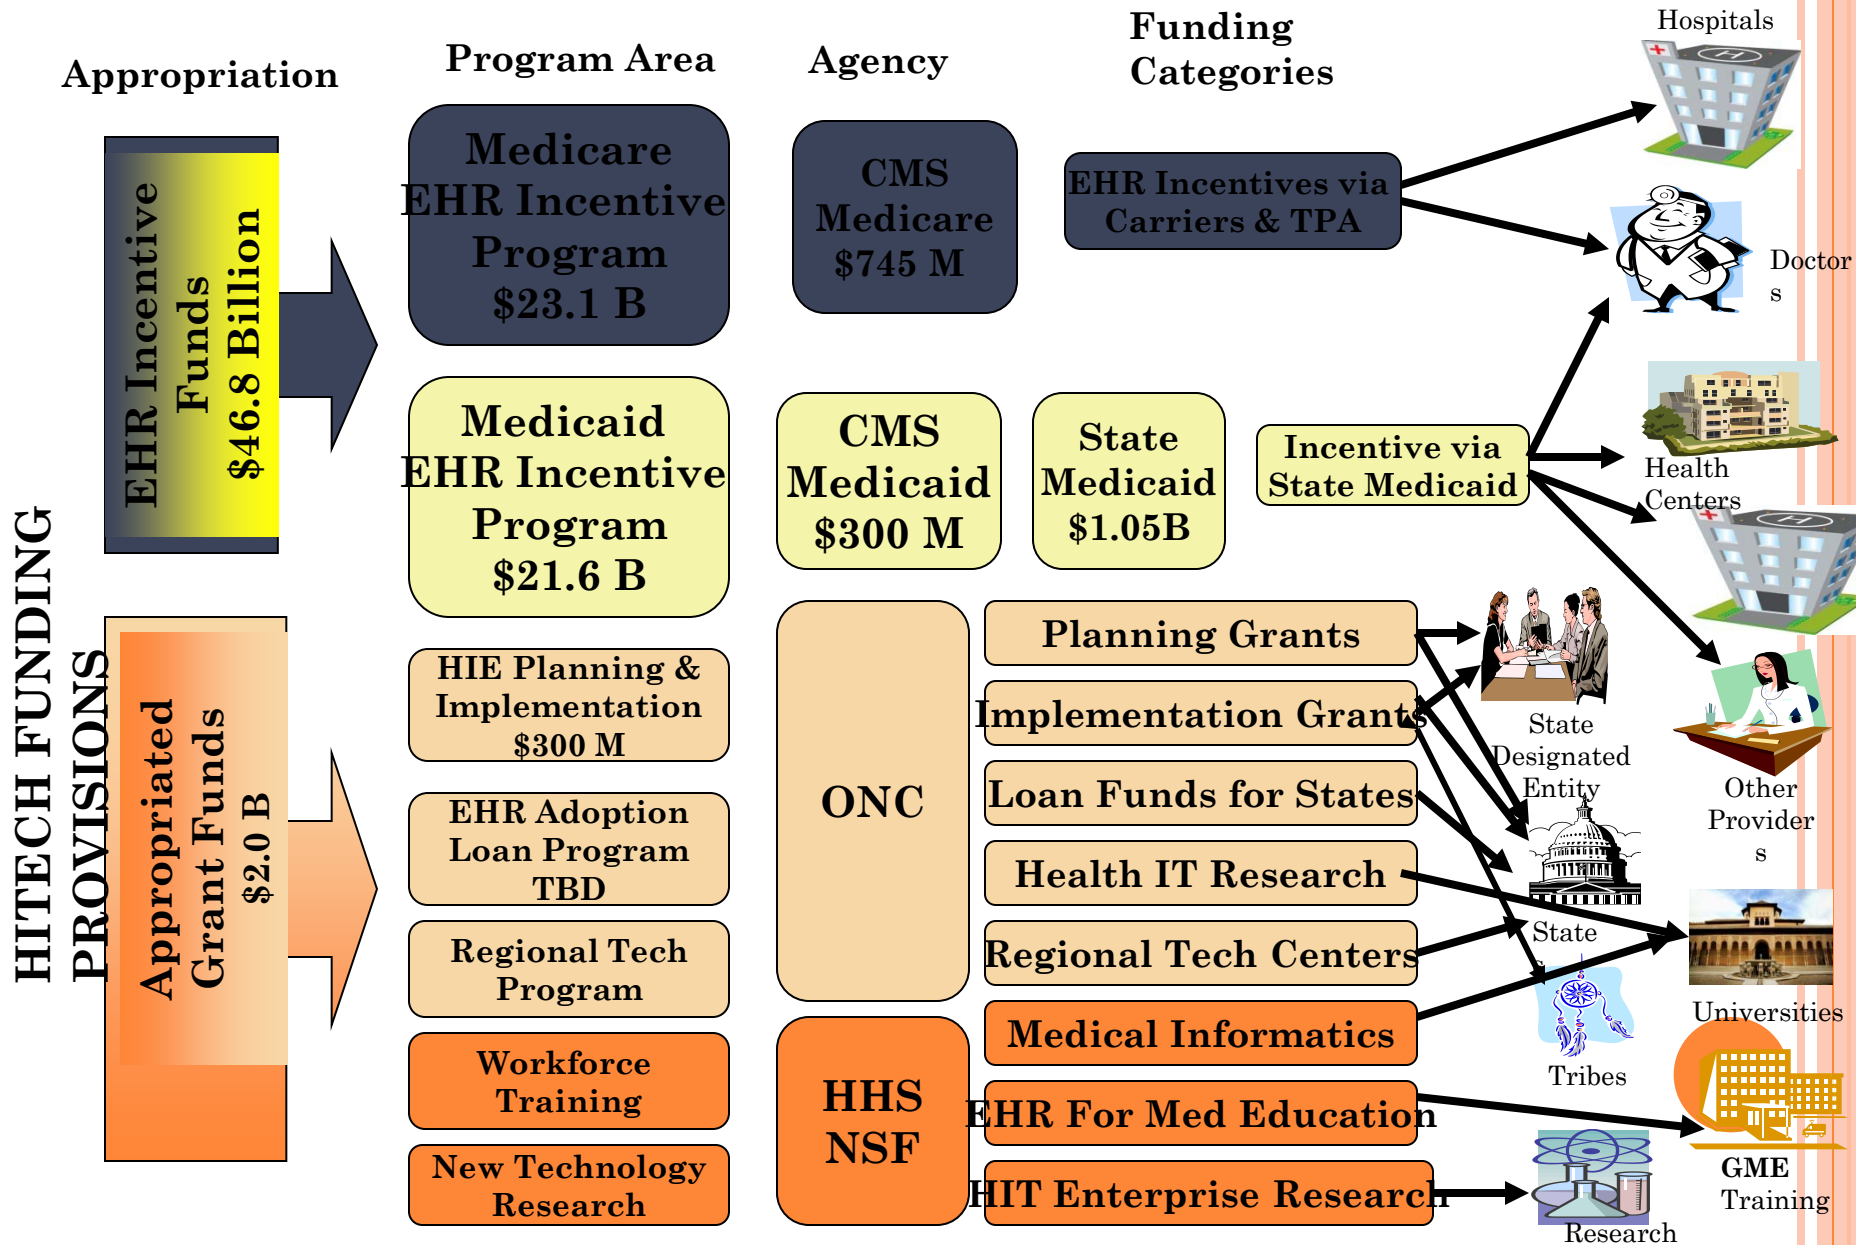 Appropriation
Program Area
Agency
Funding
Categories
HITECH FUNDING
PROVISIONS
EHR Incentive
Funds
$46.8 Billion
Medicare
EHR Incentive
Program
$23.1 B
CMS
Medicare
$745 M
EHR Incentives via
Carriers & TPA
Hospitals
Doctor
s
Medicaid
EHR Incentive
Program
$21.6 B
CMS
Medicaid
$300 M
State
Medicaid
$1.05B
Incentive via
State Medicaid
Health
Centers
Other
Provider
s
Appropriated
Grant Funds
$2.0 B
HIE Planning &
Implementation
$300 M
EHR Adoption
Loan Program
TBD
Regional Tech
Program
Workforce
Training
New Technology
Research
ONC
HHS
NSF
Planning Grants
Implementation Grants
Loan Funds for States
Health IT Research
Regional Tech Centers
Medical Informatics
EHR For Med Education
HIT Enterprise Research
State
Designated
Entity
State
s
Tribes
Universities
GME
Training
Research